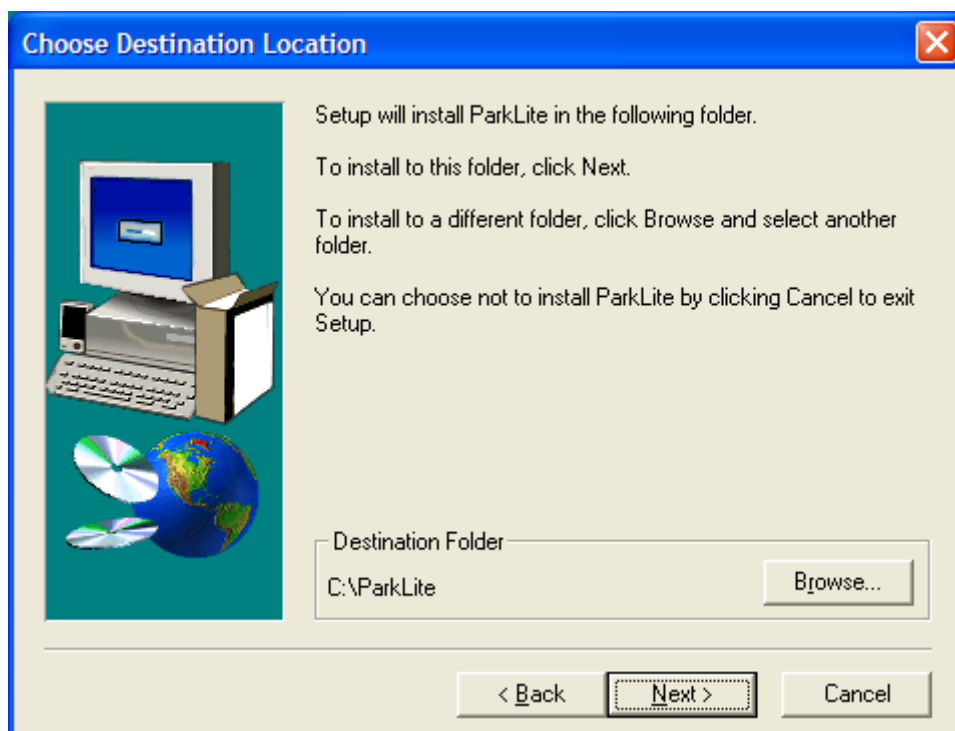 Choose Destination Location
Setup will install ParkLite in the following folder.
To install to this folder, click Next.
To install to a different folder, click Browse and select another
folder.
You can choose not to install ParkLite by clicking Cancel to exit
Setup.
Destination Folder
C:\ParkLite
Browse...
< Back
Next >
Cancel